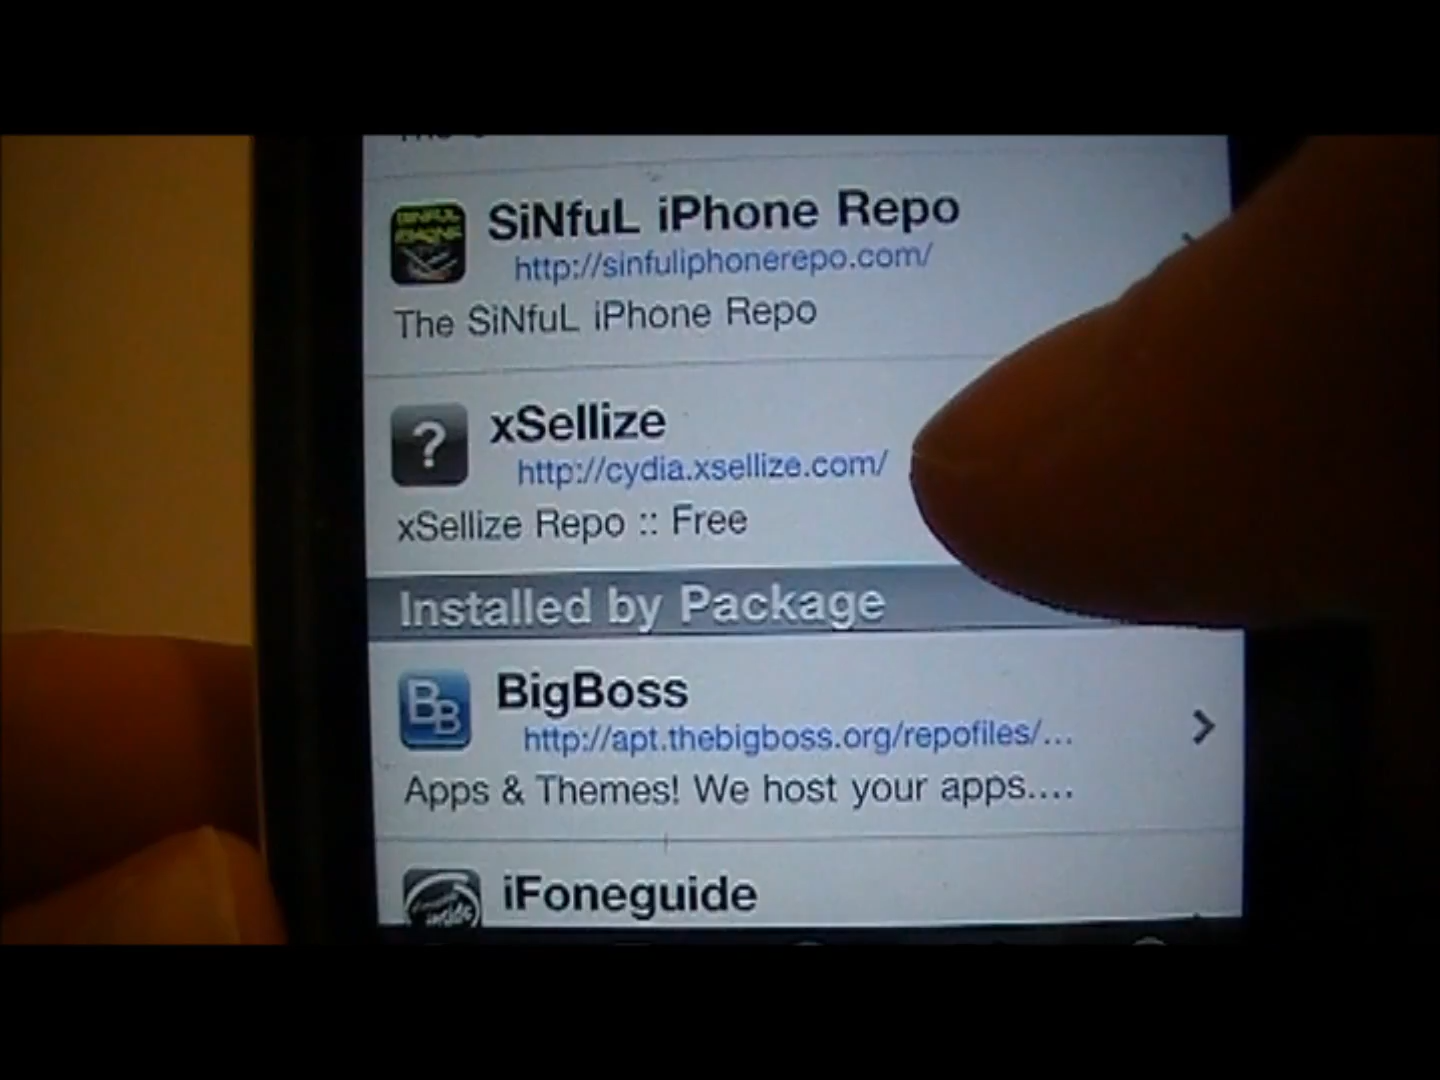 SiNfuL iPhone Repo
http://sinfuliphonerepo.com/
The SiNfuL iPhone Repo
?
xSellize
http://cydia.xsellize.com/
xSellize Repo :: Free
Installed by Package
BB
BigBoss
http://apt.thebigboss.org/repofiles/...
Apps & Themes! We host your apps....
iFoneguide